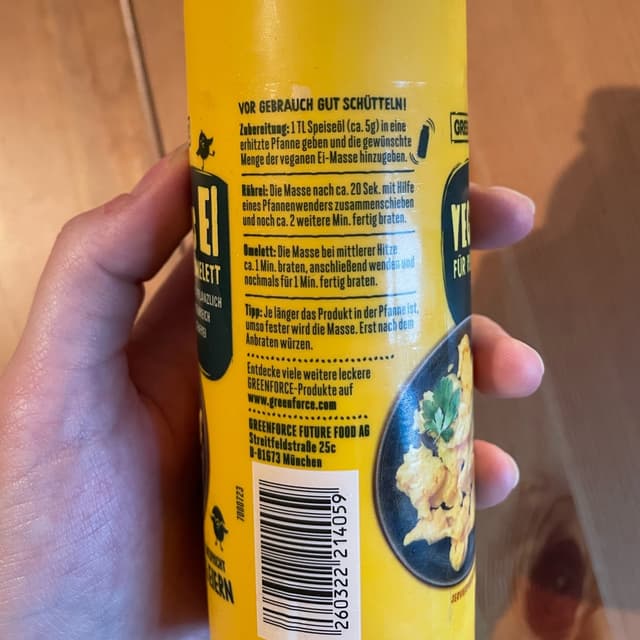 VOR GEBRAUCH GUT SCHÜTTELN!
Zubereitung: 1 TL Speiseöl (ca. 5g) in eine
erhitzte Pfanne geben und die gewünschte
Menge der veganen Ei-Masse hinzugeben.
Rührei: Die Masse nach ca. 20 Sek. mit Hilfe
eines Pfannenwenders zusammenschieben
und noch ca. 2 weitere Min. fertig braten.
Omelett: Die Masse bei mittlerer Hitze
ca. 1 Min. braten, anschließend wenden und
nochmals für 1 Min. fertig braten.
Tipp: Je länger das Produkt in der Pfanne ist,
umso fester wird die Masse. Erst nach dem
Anbraten würzen.
Entdecke viele weitere leckere
GREENFORCE-Produkte auf
www.greenforce.com
GREENFORCE FUTURE FOOD AG
Streitfeldstraße 25c
D-81673 München
260322 214059
EI
FÜR